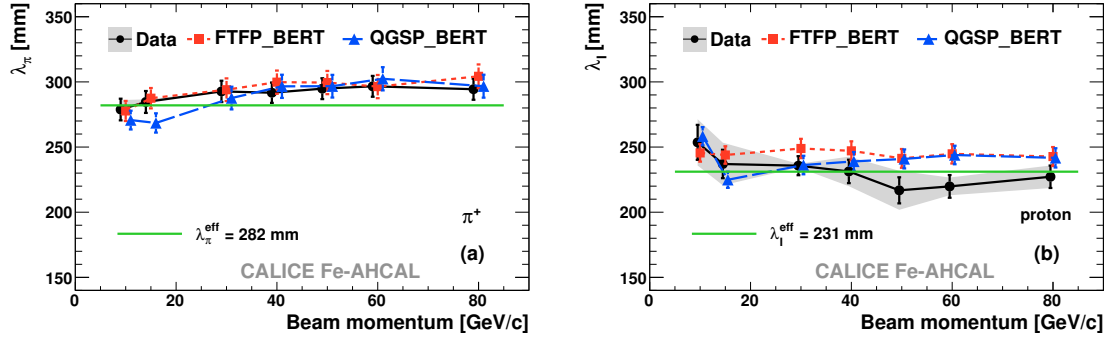 λπ [mm]
350
300
250
200
150
Data
FTFP_BERT
QGSP_BERT
π+
λπeff = 282 mm
(a)
CALICE Fe-AHCAL
0 20 40 60 80
Beam momentum [GeV/c]
λI [mm]
350
300
250
200
150
Data
FTFP_BERT
QGSP_BERT
proton
λIeff = 231 mm
(b)
CALICE Fe-AHCAL
0 20 40 60 80
Beam momentum [GeV/c]